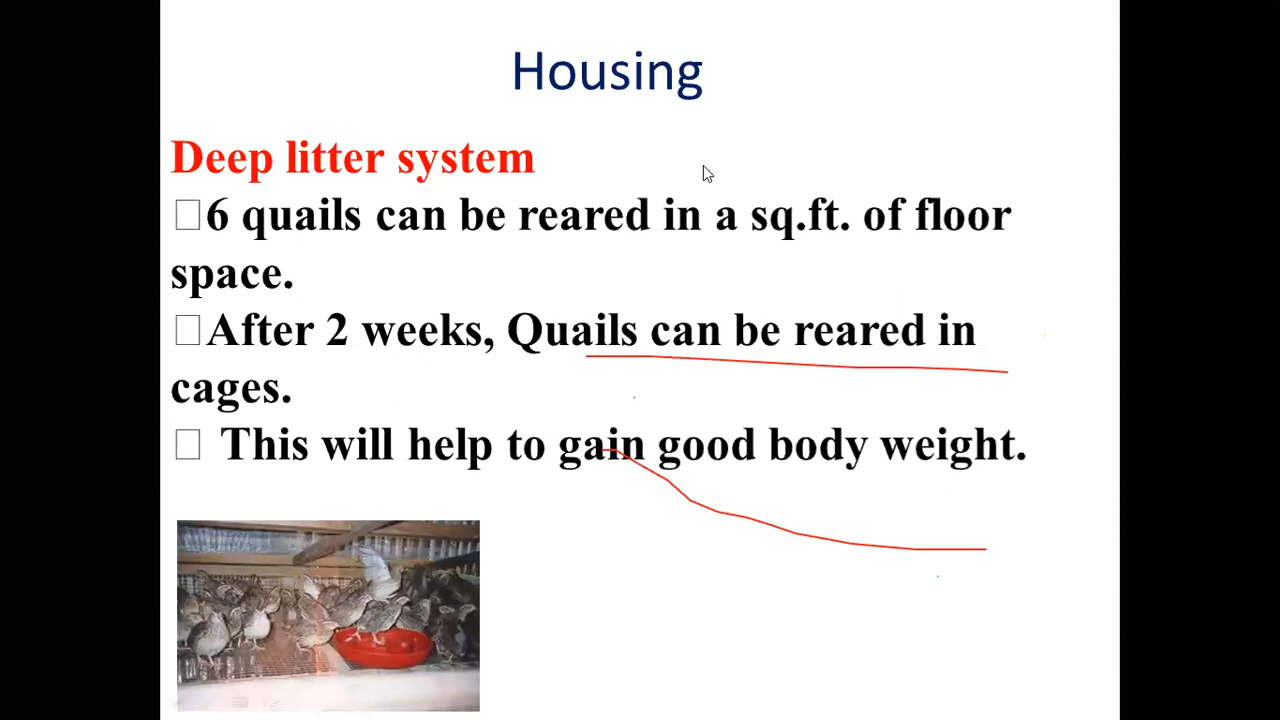 Housing
Deep litter system
6 quails can be reared in a sq.ft. of floor
space.
After 2 weeks, Quails can be reared in
cages.
This will help to gain good body weight.